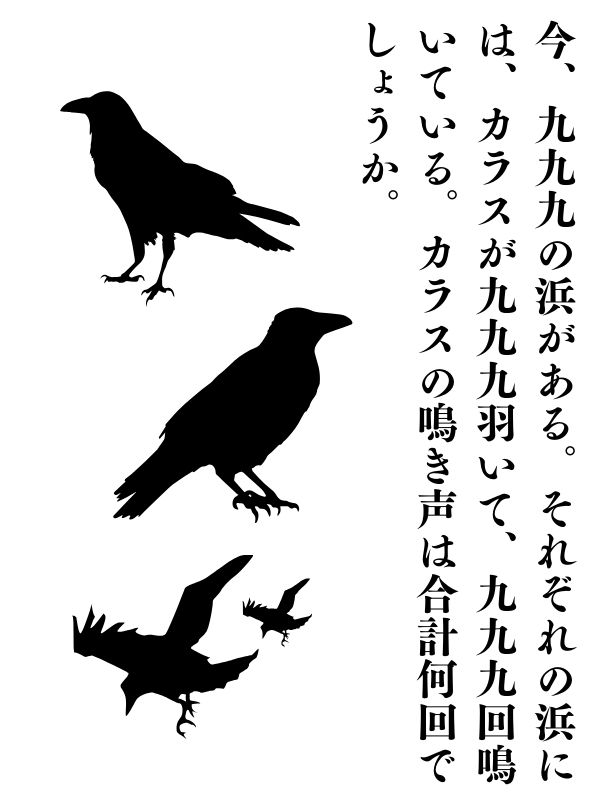 今、九九九の浜がある。それぞれの浜に
は、カラスが九九九羽いて、九九九回鳴
いている。カラスの鳴き声は合計何回で
しょうか。